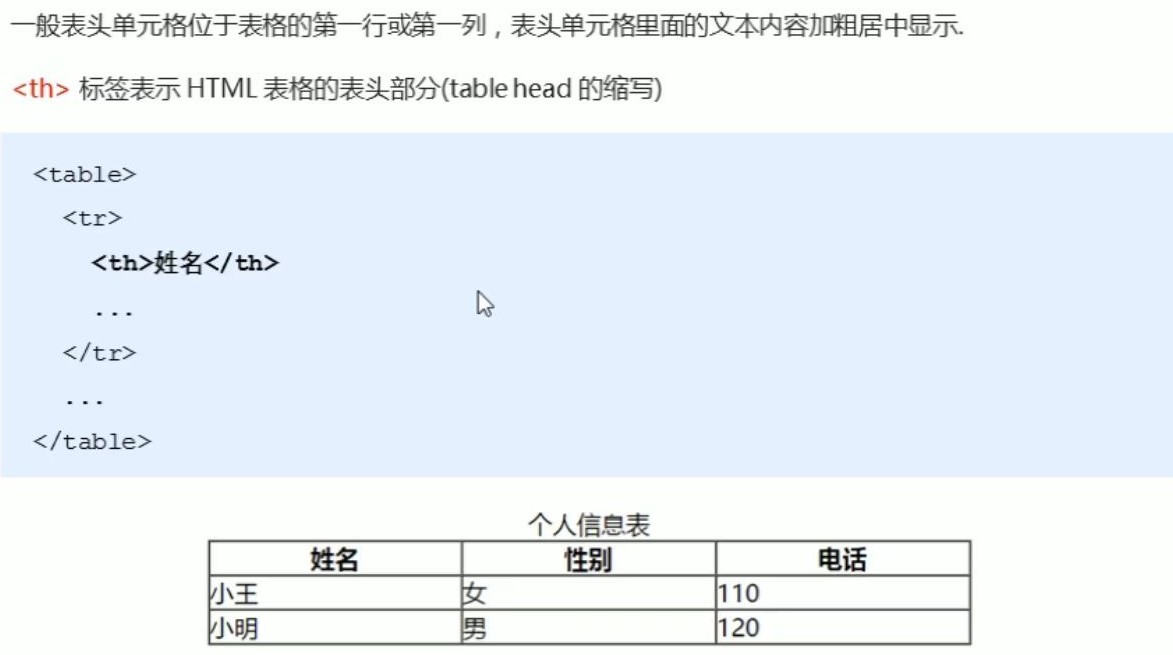 一般表头单元格位于表格的第一行或第一列，表头单元格里面的文本内容加粗居中显示.
<th> 标签表示 HTML 表格的表头部分(table head 的缩写)
<table>
<tr>
<th>姓名</th>
...
</tr>
...
</table>
个人信息表
姓名 性别 电话
小王 女 110
小明 男 120